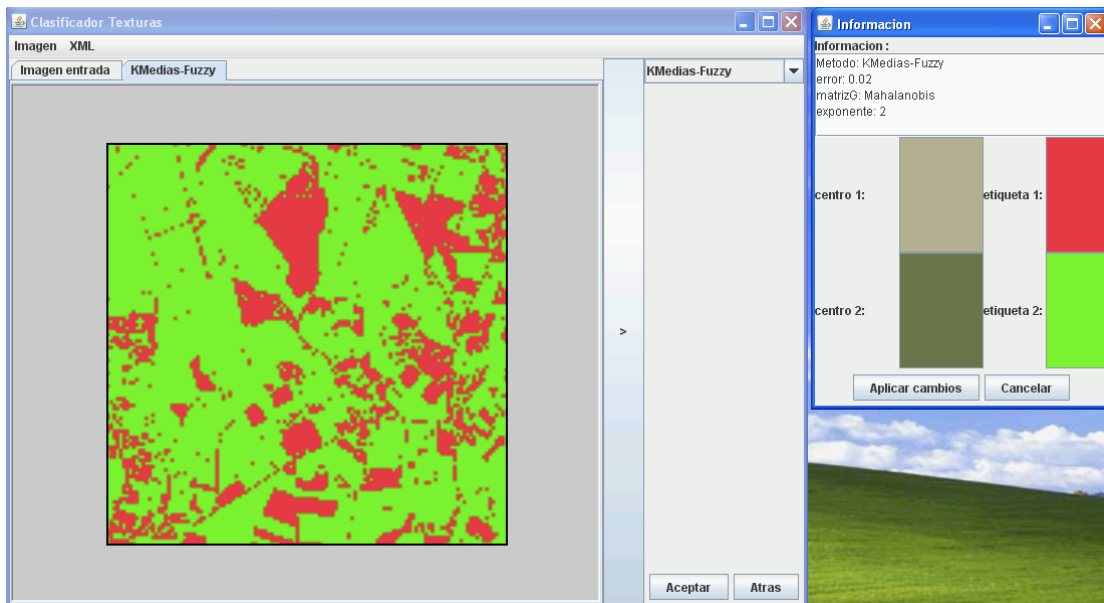 Clasificador Texturas
Imagen XML
Imagen entrada KMedias-Fuzzy
KMedias-Fuzzy
>
Aceptar Atras
Informacion
Informacion :
Metodo: KMedias-Fuzzy
error: 0.02
matrizG: Mahalanobis
exponente: 2
centro 1: etiqueta 1:
centro 2: etiqueta 2:
Aplicar cambios Cancelar